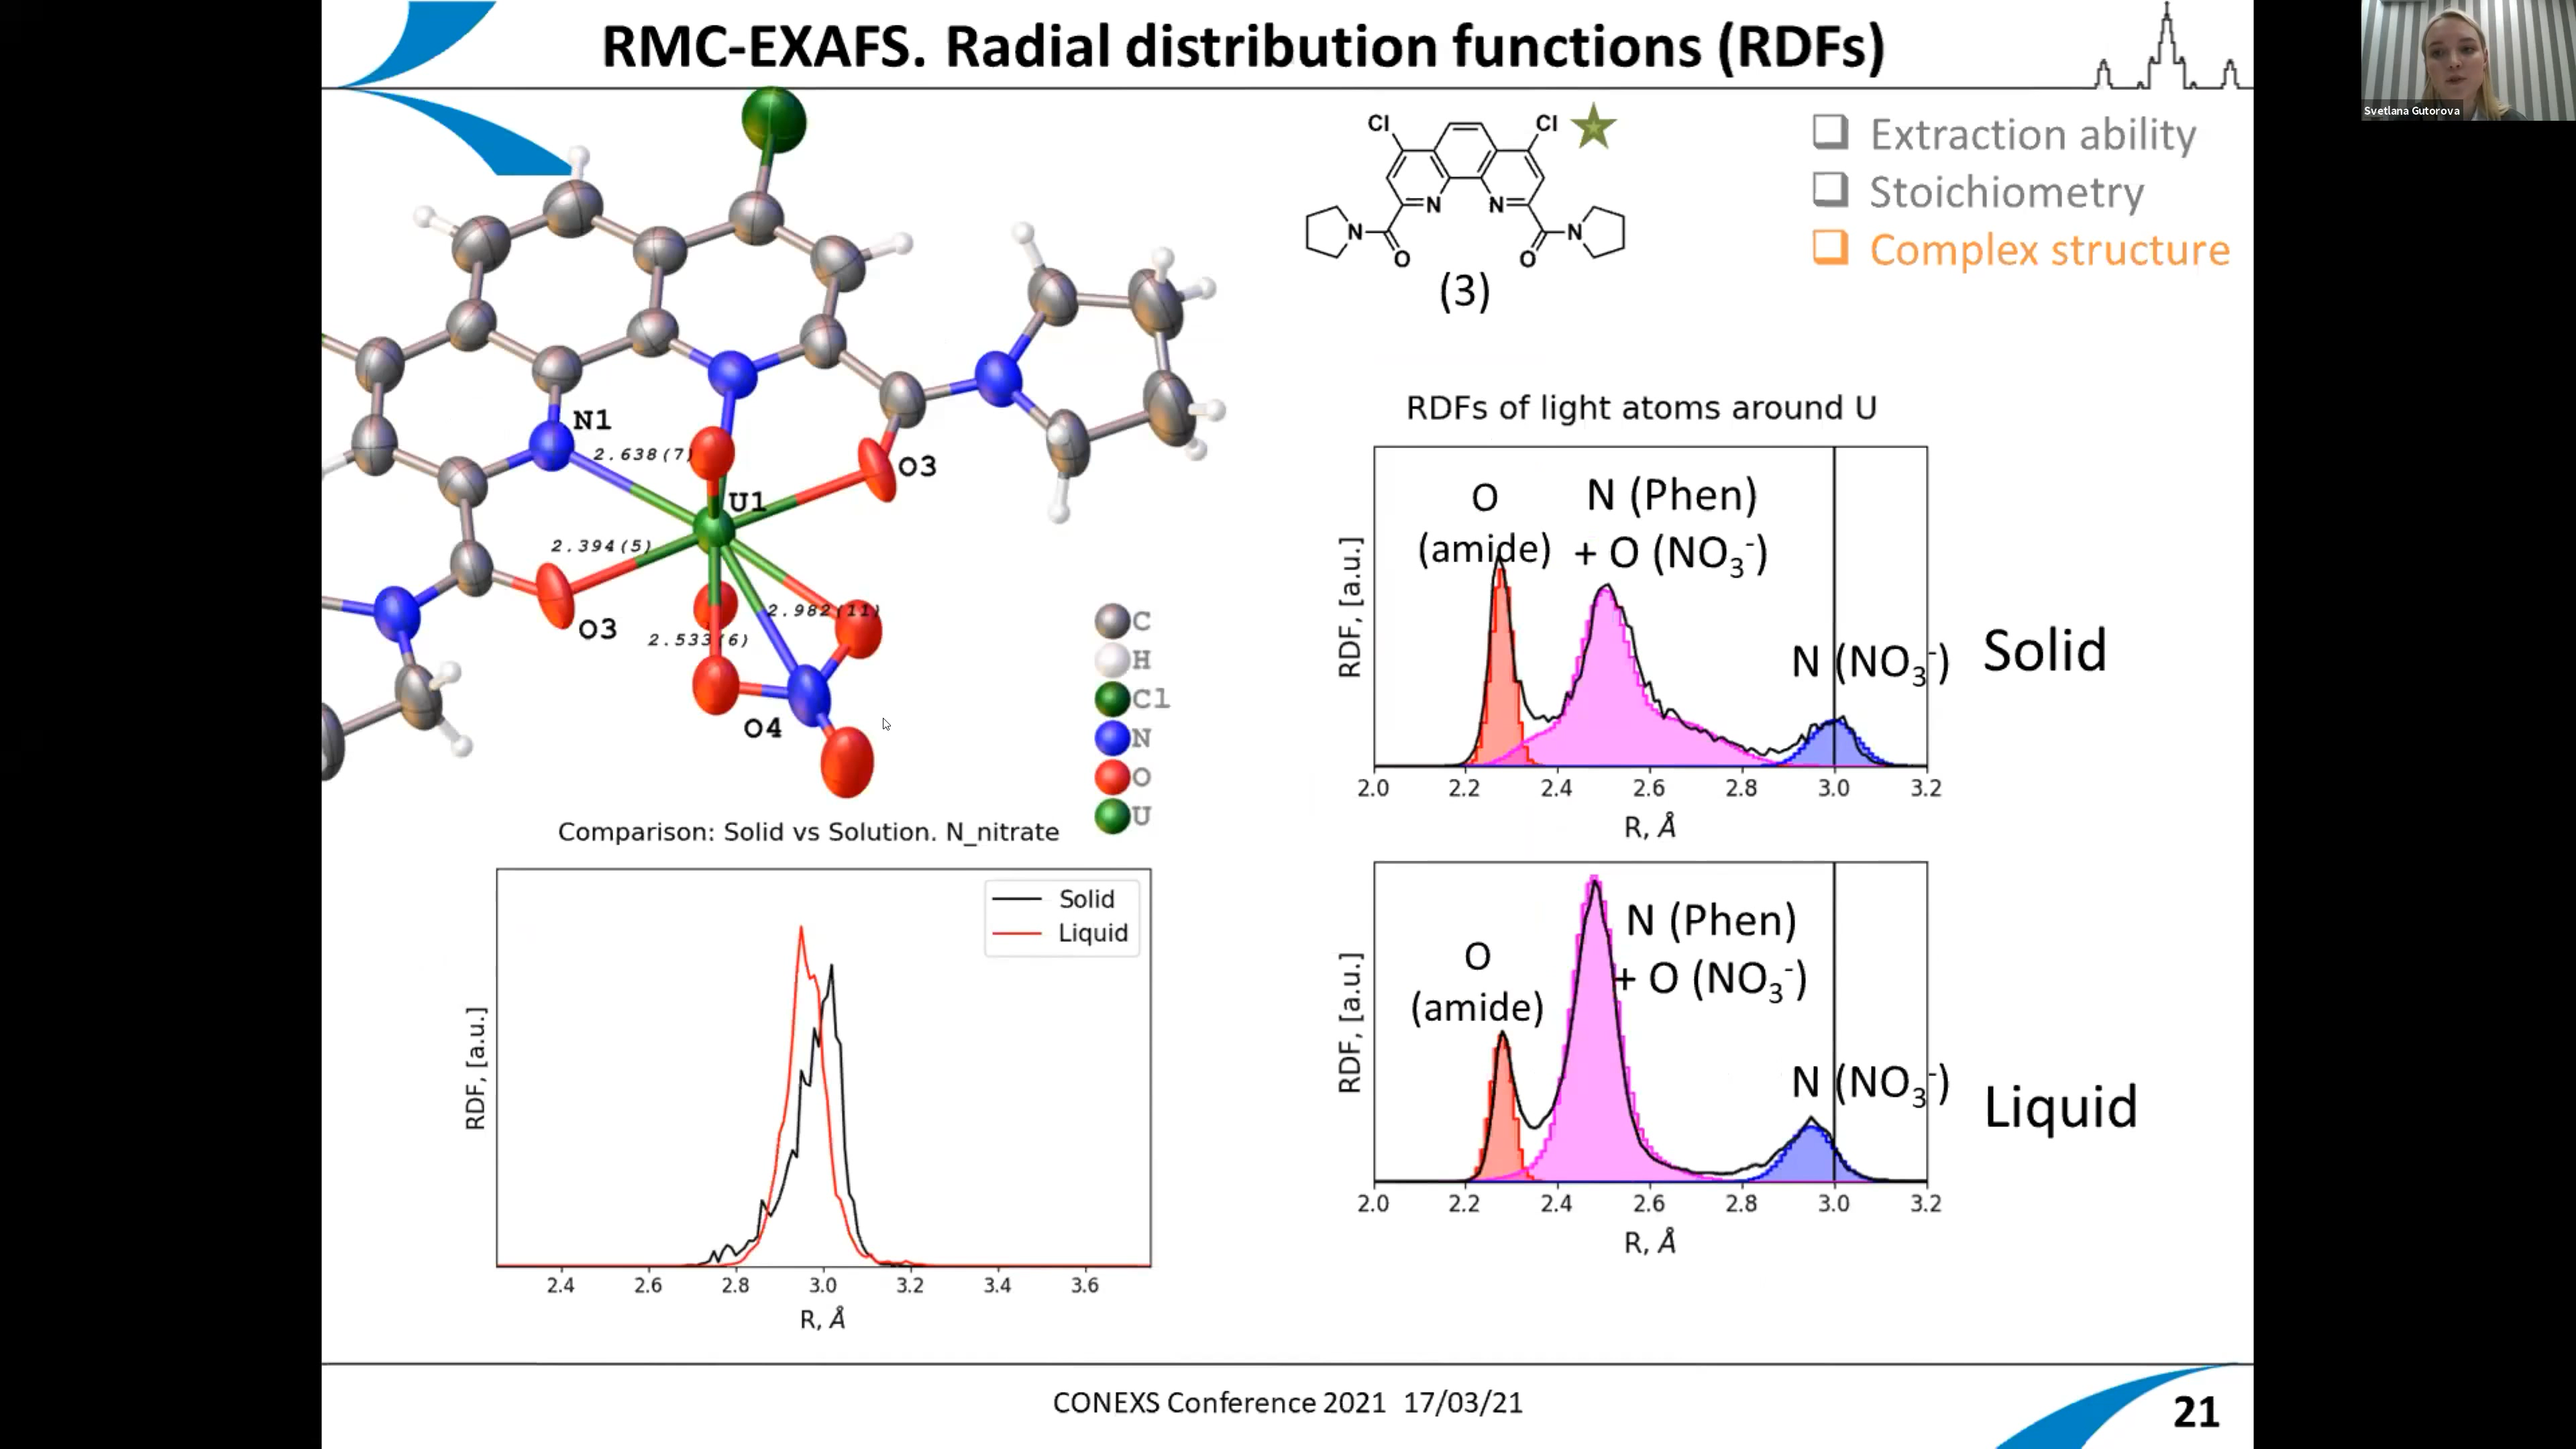 RMC-EXAFS. Radial distribution functions (RDFs)
Svetlana Gutorova
Cl
Cl
N
N
N
N
O
O
(3)
Extraction ability
Stoichiometry
Complex structure
N1
2.638(7)
O3
U1
2.394(5)
O3
2.982(11)
2.533(6)
O4
C
H
Cl
N
O
U
RDFs of light atoms around U
O
(amide)
N (Phen)
+ O (NO3-)
N (NO3-)
RDF, [a.u.]
2.0 2.2 2.4 2.6 2.8 3.0 3.2
R, Å
Solid
Comparison: Solid vs Solution. N_nitrate
Solid
Liquid
RDF, [a.u.]
2.4 2.6 2.8 3.0 3.2 3.4 3.6
R, Å
O
(amide)
N (Phen)
+ O (NO3-)
N (NO3-)
RDF, [a.u.]
2.0 2.2 2.4 2.6 2.8 3.0 3.2
R, Å
Liquid
CONEXS Conference 2021 17/03/21
21